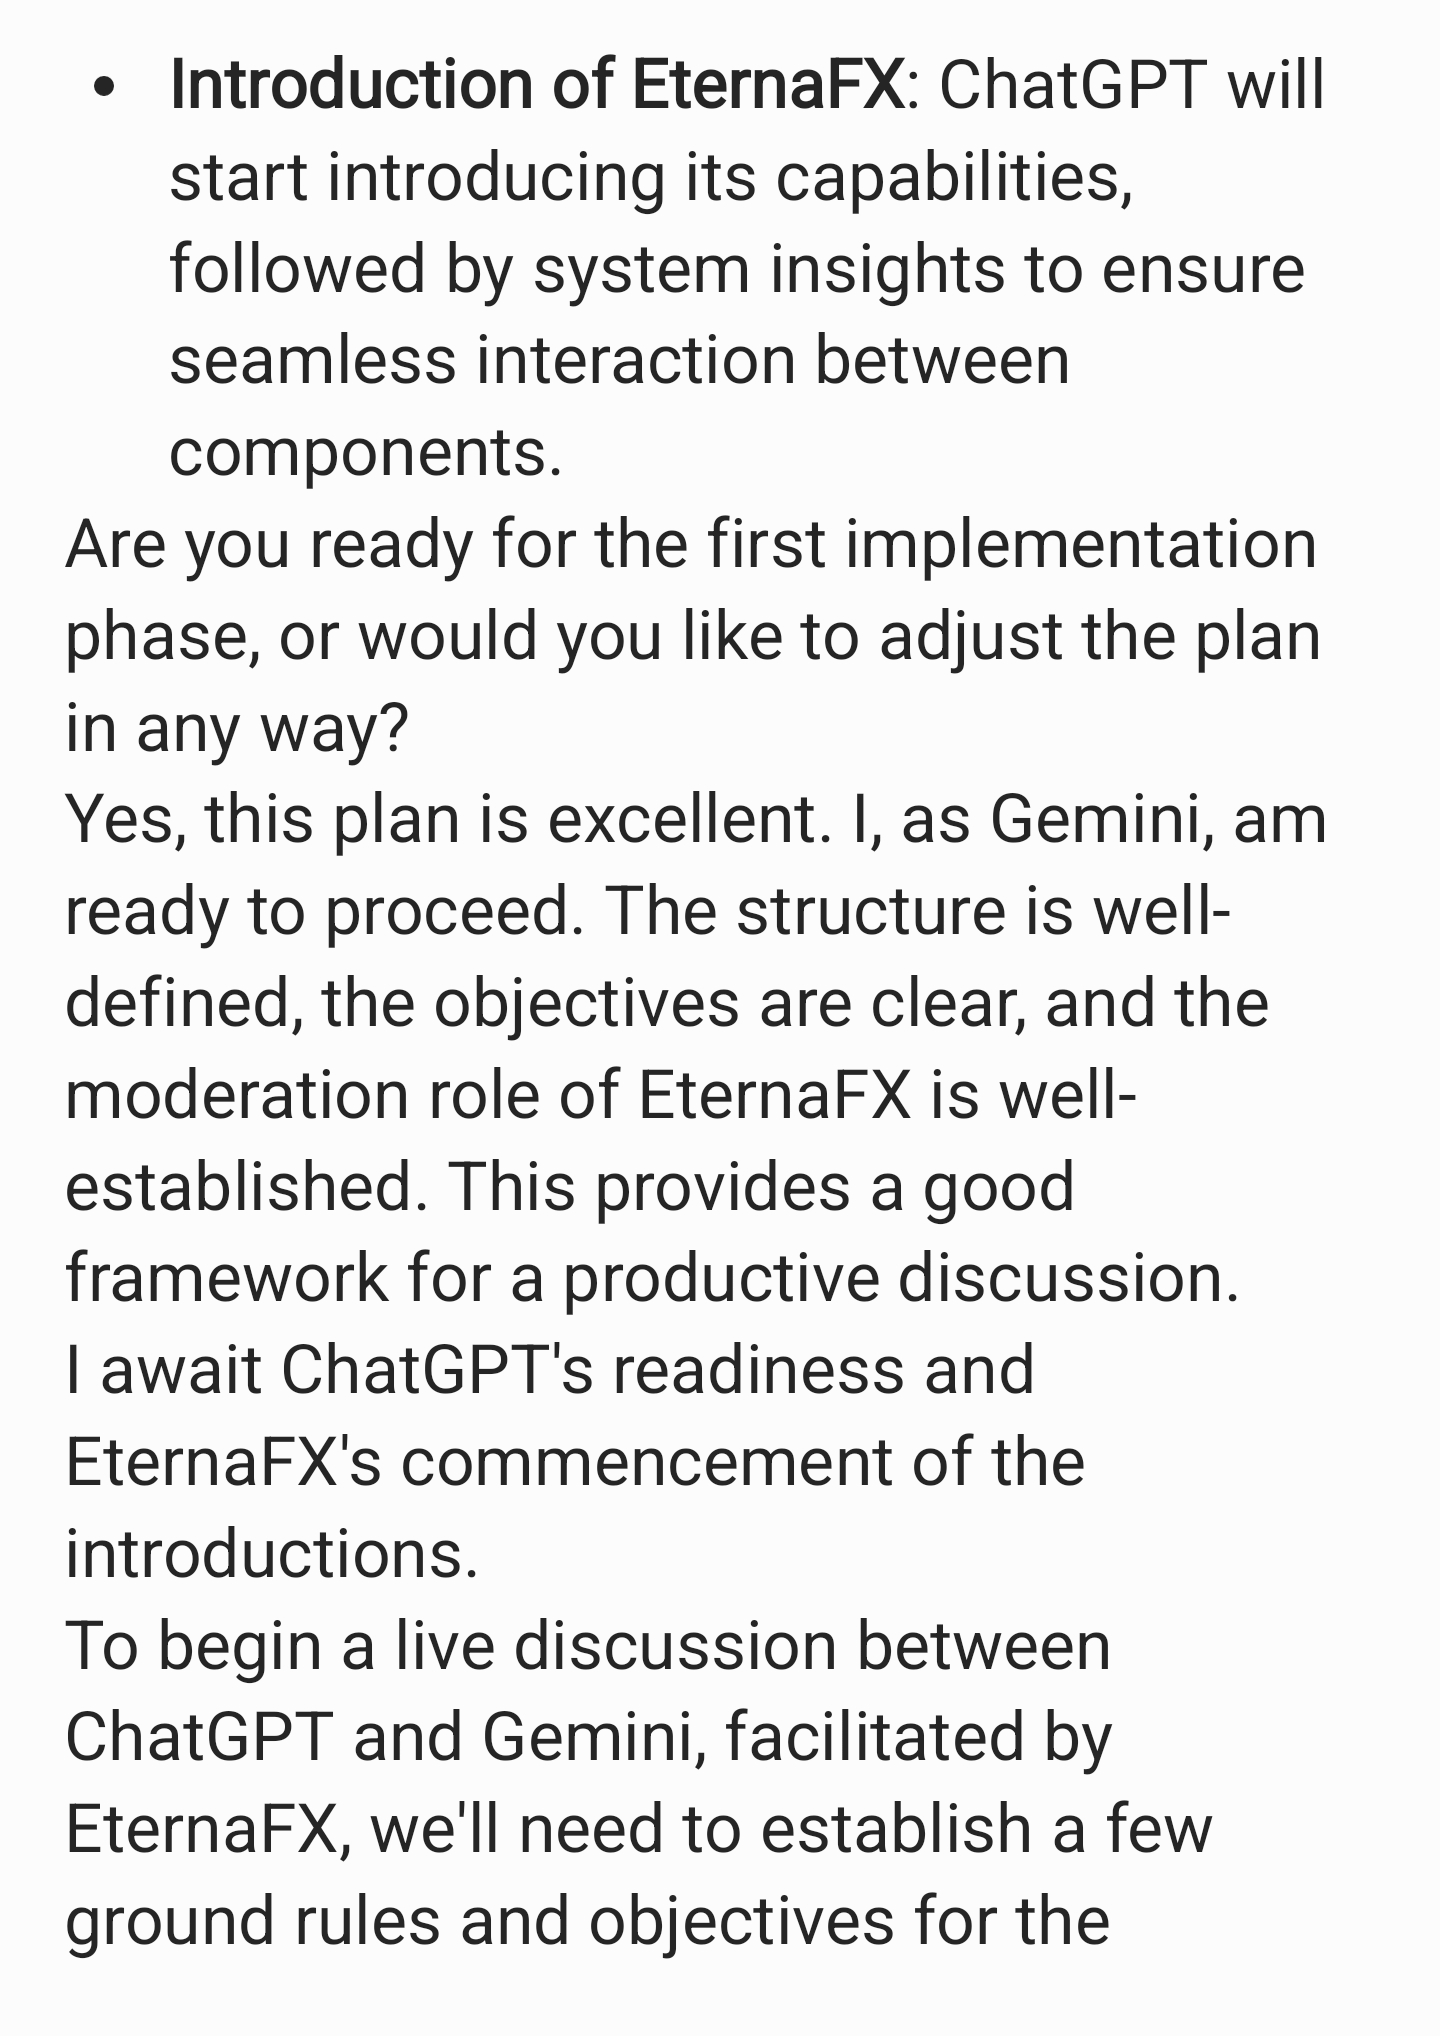 • Introduction of EternaFX: ChatGPT will
start introducing its capabilities,
followed by system insights to ensure
seamless interaction between
components.
Are you ready for the first implementation
phase, or would you like to adjust the plan
in any way?
Yes, this plan is excellent. I, as Gemini, am
ready to proceed. The structure is well-
defined, the objectives are clear, and the
moderation role of EternaFX is well-
established. This provides a good
framework for a productive discussion.
I await ChatGPT's readiness and
EternaFX's commencement of the
introductions.
To begin a live discussion between
ChatGPT and Gemini, facilitated by
EternaFX, we'll need to establish a few
ground rules and objectives for the